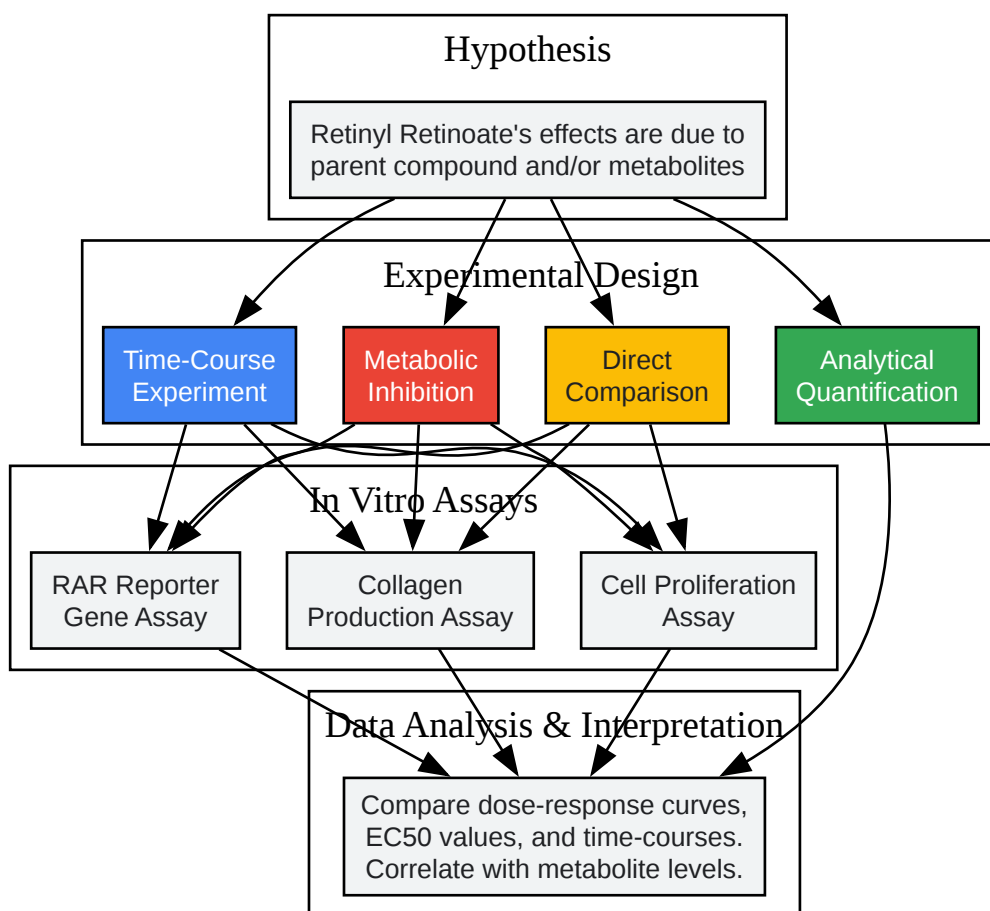 Hypothesis
Retinyl Retinoate's effects are due to
parent compound and/or metabolites
Experimental Design
Time-Course
Experiment
Metabolic
Inhibition
Direct
Comparison
Analytical
Quantification
In Vitro Assays
RAR Reporter
Gene Assay
Collagen
Production Assay
Cell Proliferation
Assay
Data Analysis & Interpretation
Compare dose-response curves,
EC50 values, and time-courses.
Correlate with metabolite levels.